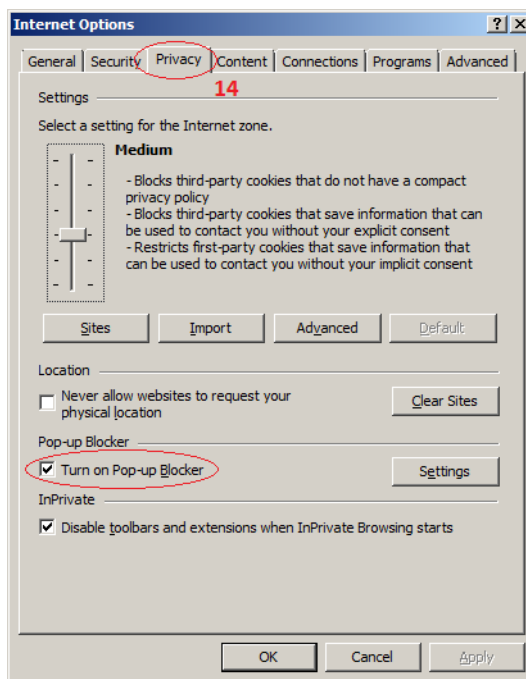 Internet Options
General Security Privacy Content Connections Programs Advanced
14
Settings
Select a setting for the Internet zone.
Medium
- Blocks third-party cookies that do not have a compact
privacy policy
- Blocks third-party cookies that save information that can
be used to contact you without your explicit consent
- Restricts first-party cookies that save information that
can be used to contact you without your implicit consent
Sites Import Advanced Default
Location
Never allow websites to request your
physical location
Clear Sites
Pop-up Blocker
Turn on Pop-up Blocker
Settings
InPrivate
Disable toolbars and extensions when InPrivate Browsing starts
OK Cancel Apply